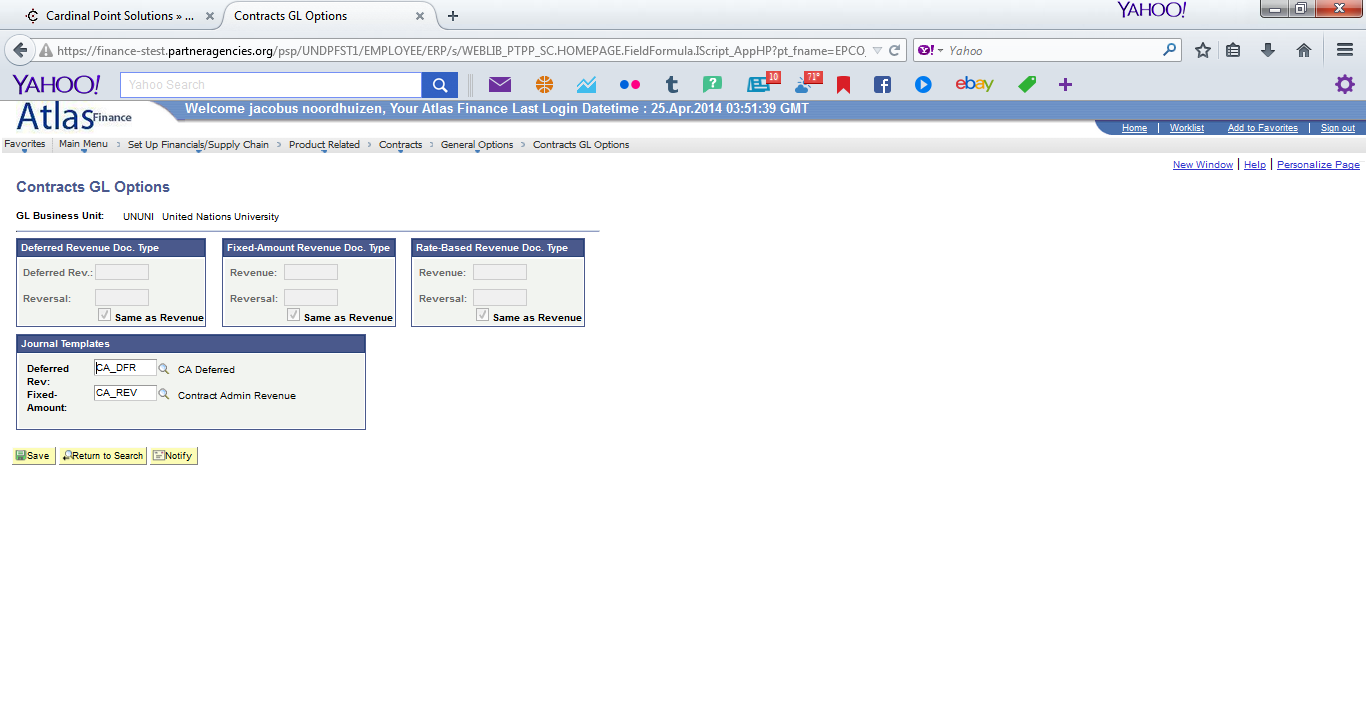 Cardinal Point Solutions » ...
Contracts GL Options
YAHOO!
https://finance-stest.partneragencies.org/psp/UNDPFST1/EMPLOYEE/ERP/s/WEBLIB_PTPP_SC.HOMEPAGE.FieldFormula.IScript_AppHP?pt_fname=EPCO_
Yahoo
YAHOO!
Yahoo Search
10
71°
ebay
Atlas Finance
Welcome jacobus noordhuizen, Your Atlas Finance Last Login Datetime : 25.Apr.2014 03:51:39 GMT
Home | Worklist Add to Favorites | Sign out
Favorites Main Menu > Set Up Financials/Supply Chain > Product Related > Contracts > General Options > Contracts GL Options
New Window | Help | Personalize Page
Contracts GL Options
GL Business Unit: UNUNI United Nations University
Deferred Revenue Doc. Type
Deferred Rev.:
Reversal:
Same as Revenue
Fixed-Amount Revenue Doc. Type
Revenue:
Reversal:
Same as Revenue
Rate-Based Revenue Doc. Type
Revenue:
Reversal:
Same as Revenue
Journal Templates
Deferred Rev: CA_DFR CA Deferred
Fixed-Amount: CA_REV Contract Admin Revenue
Save Return to Search Notify